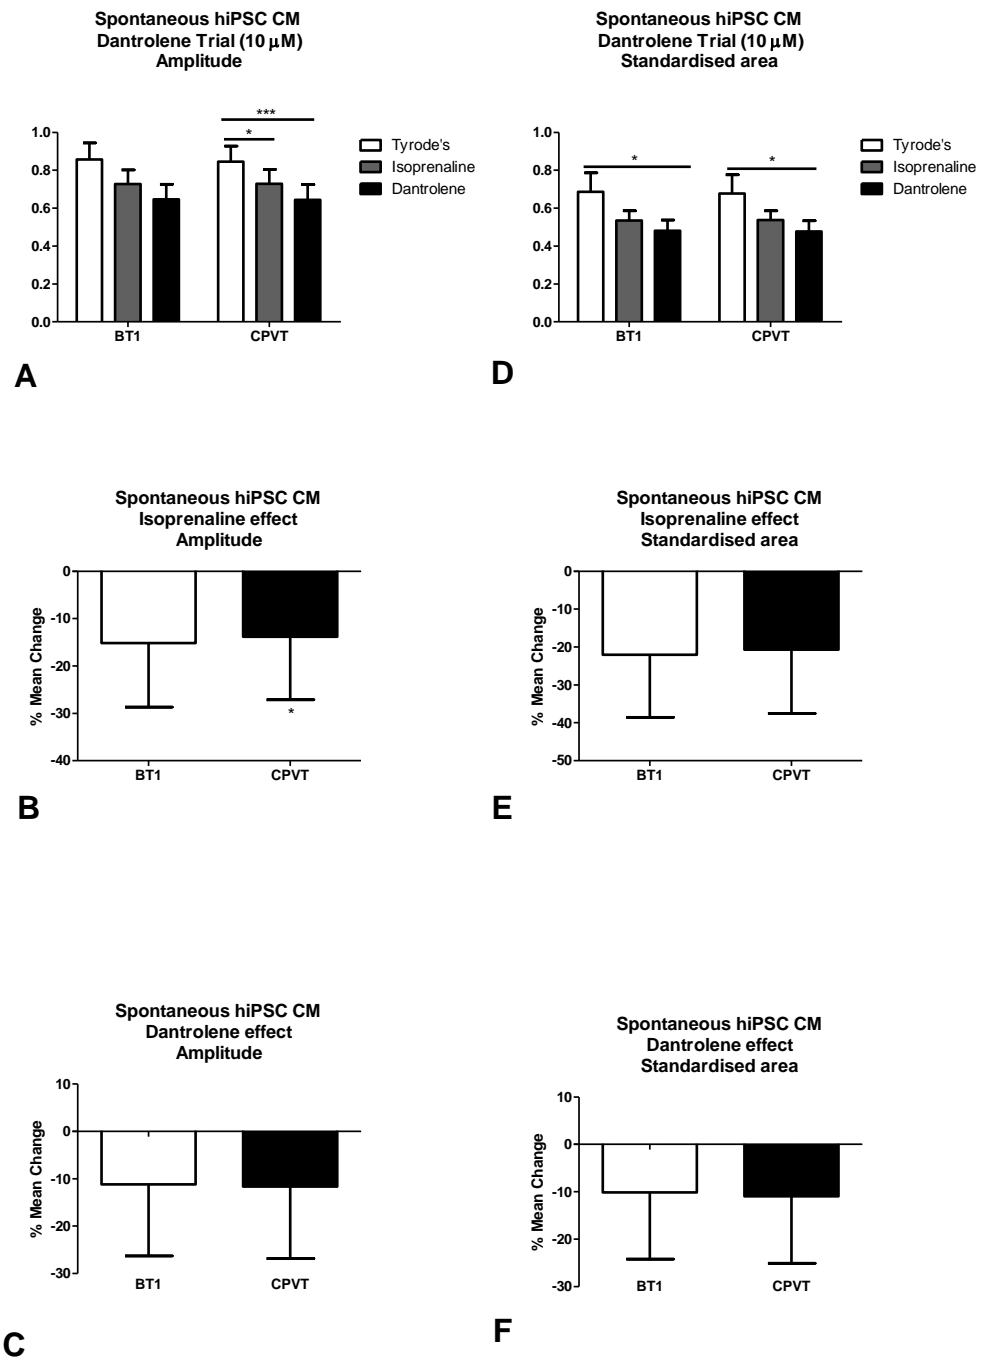 Spontaneous hiPSC CM
Dantrolene Trial (10 μM)
Amplitude
***
*
1.0
0.8
0.6
0.4
0.2
0.0
BT1
CPVT
Tyrode's
Isoprenaline
Dantrolene
A
Spontaneous hiPSC CM
Dantrolene Trial (10 μM)
Standardised area
*
*
1.0
0.8
0.6
0.4
0.2
0.0
BT1
CPVT
Tyrode's
Isoprenaline
Dantrolene
D
Spontaneous hiPSC CM
Isoprenaline effect
Amplitude
% Mean Change
0
-10
-20
-30
-40
*
BT1
CPVT
B
Spontaneous hiPSC CM
Isoprenaline effect
Standardised area
% Mean Change
0
-10
-20
-30
-40
-50
BT1
CPVT
E
Spontaneous hiPSC CM
Dantrolene effect
Amplitude
% Mean Change
10
0
-10
-20
-30
BT1
CPVT
C
Spontaneous hiPSC CM
Dantrolene effect
Standardised area
% Mean Change
10
0
-10
-20
-30
BT1
CPVT
F